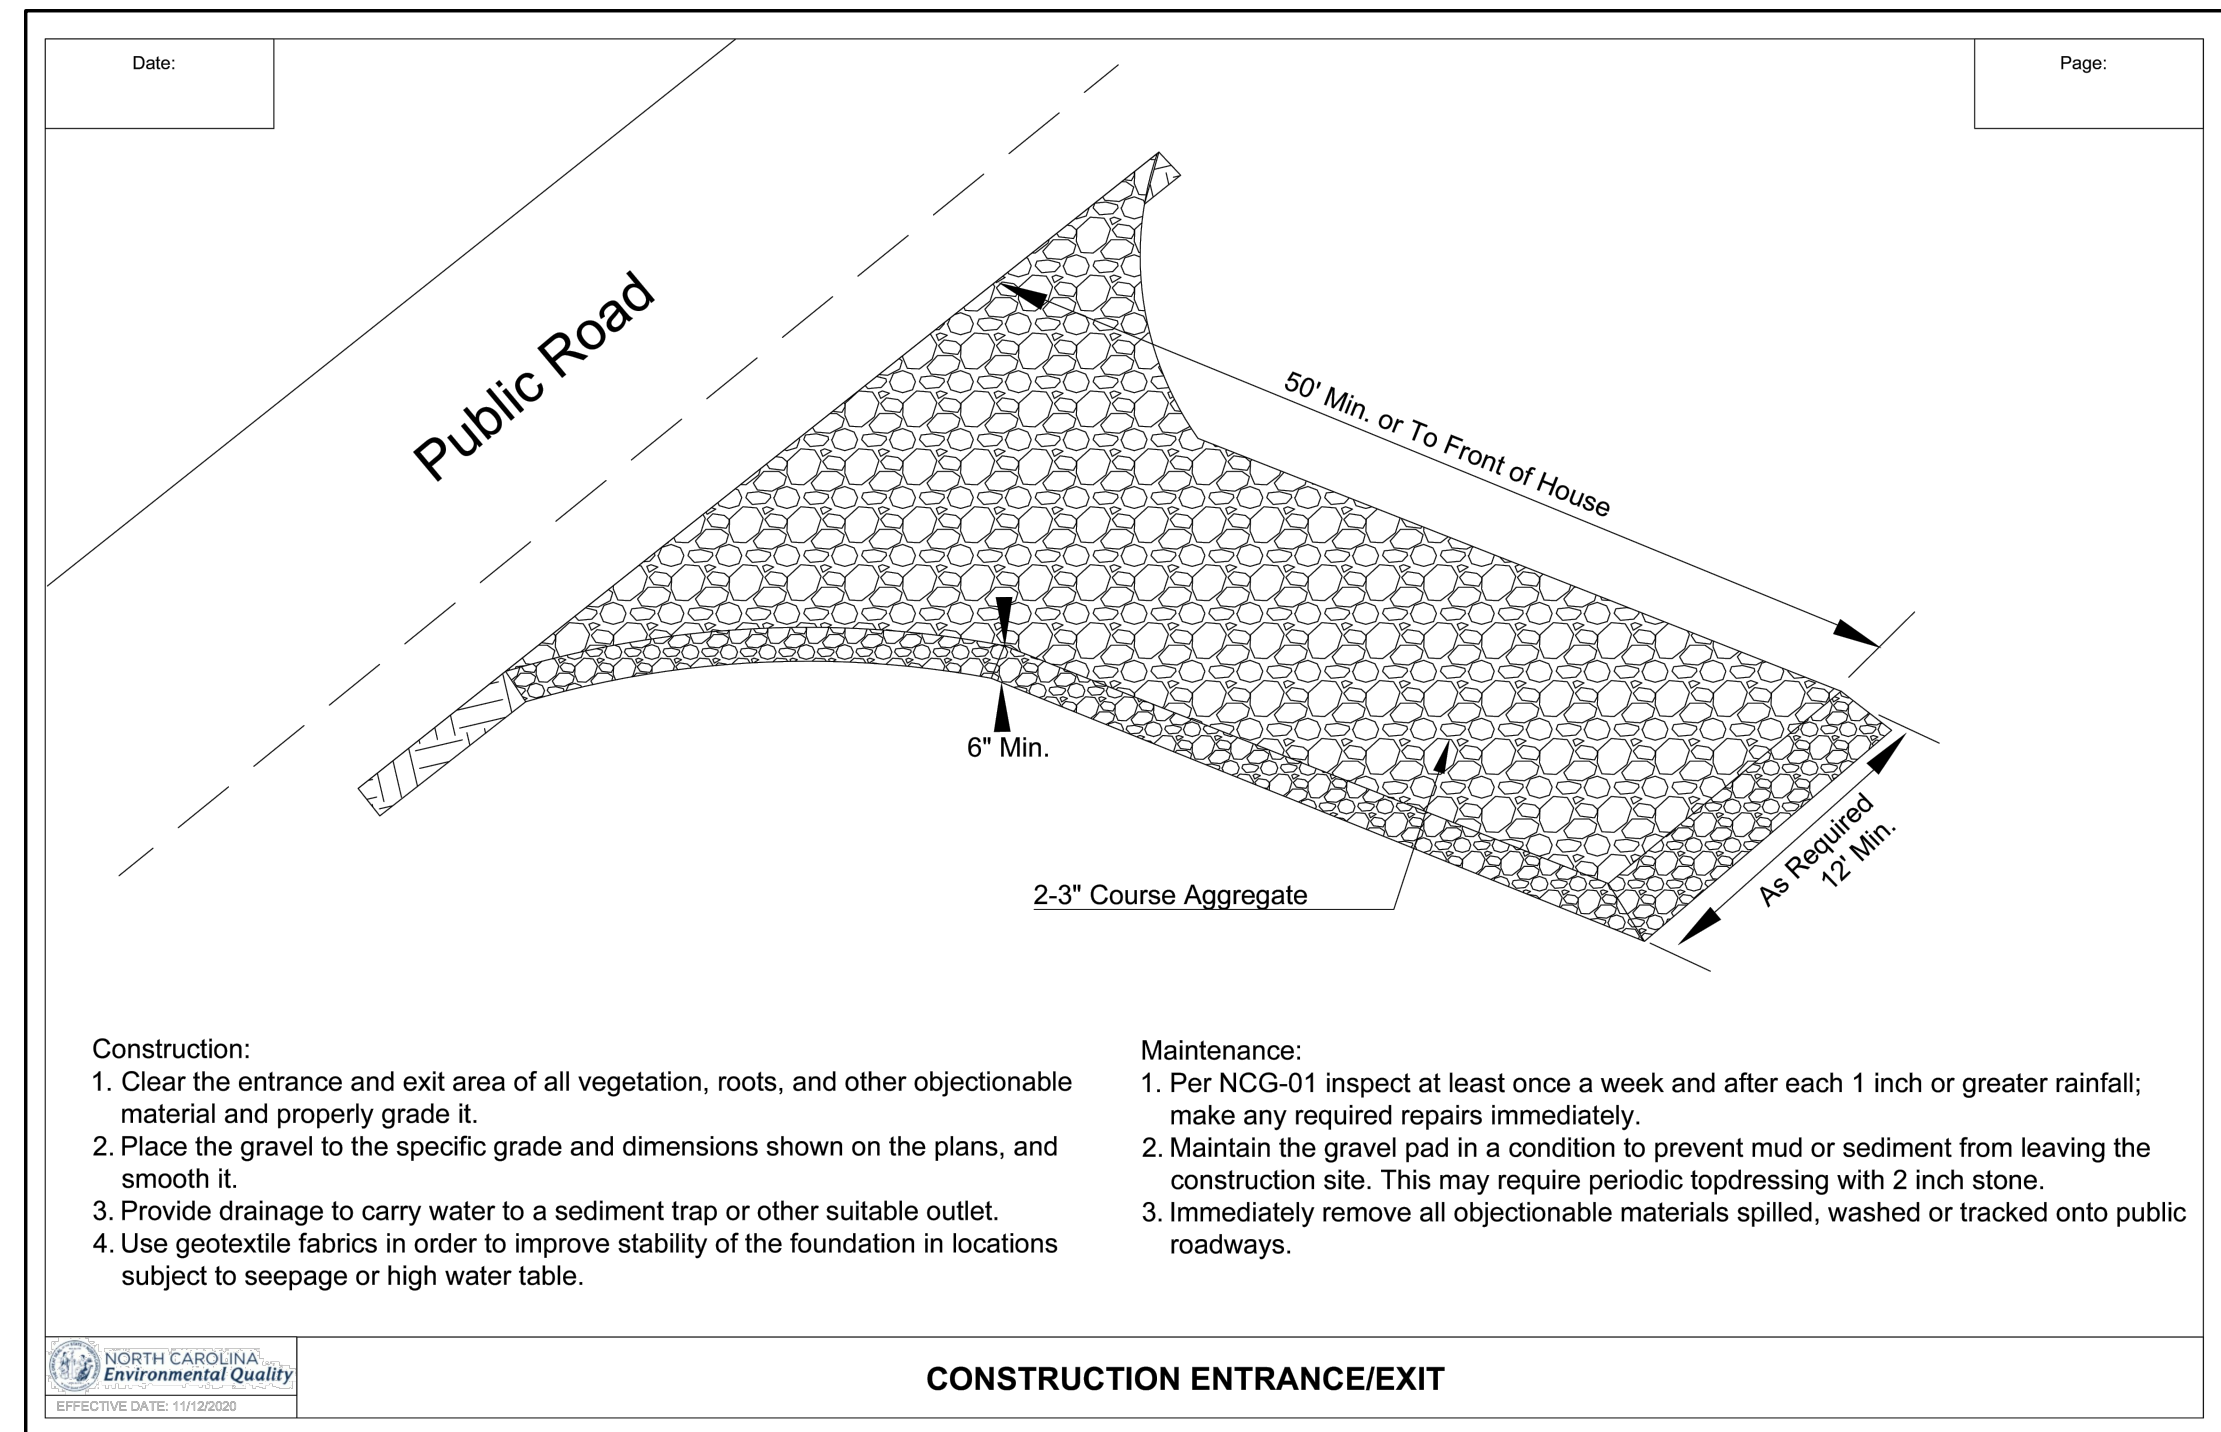 Date:
Page:
Public Road
50' Min. or To Front of House
6" Min.
As Required
12' Min.
2-3" Course Aggregate
Construction:
1. Clear the entrance and exit area of all vegetation, roots, and other objectionable
material and properly grade it.
2. Place the gravel to the specific grade and dimensions shown on the plans, and
smooth it.
3. Provide drainage to carry water to a sediment trap or other suitable outlet.
4. Use geotextile fabrics in order to improve stability of the foundation in locations
subject to seepage or high water table.
Maintenance:
1. Per NCG-01 inspect at least once a week and after each 1 inch or greater rainfall;
make any required repairs immediately.
2. Maintain the gravel pad in a condition to prevent mud or sediment from leaving the
construction site. This may require periodic topdressing with 2 inch stone.
3. Immediately remove all objectionable materials spilled, washed or tracked onto public
roadways.
NORTH CAROLINA
Environmental Quality
EFFECTIVE DATE: 11/12/2020
CONSTRUCTION ENTRANCE/EXIT